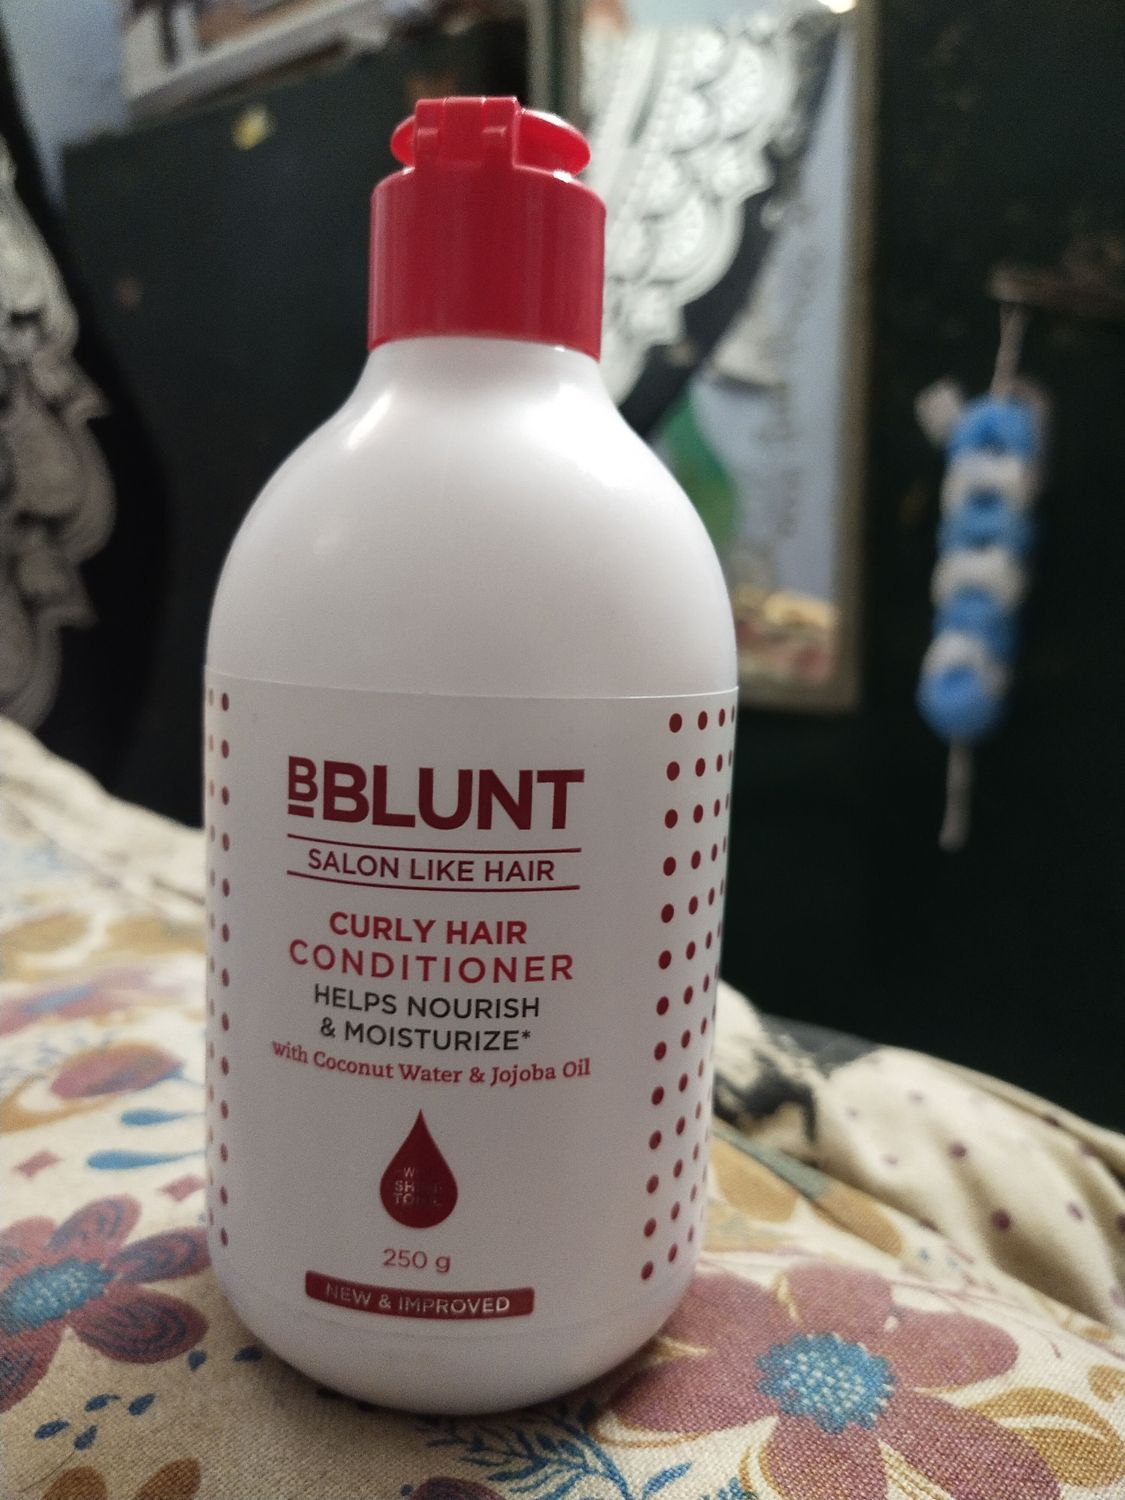 BBLUNT
SALON LIKE HAIR
CURLY HAIR
CONDITIONER
HELPS NOURISH
& MOISTURIZE*
with Coconut Water & Jojoba Oil
250 g
NEW & IMPROVED